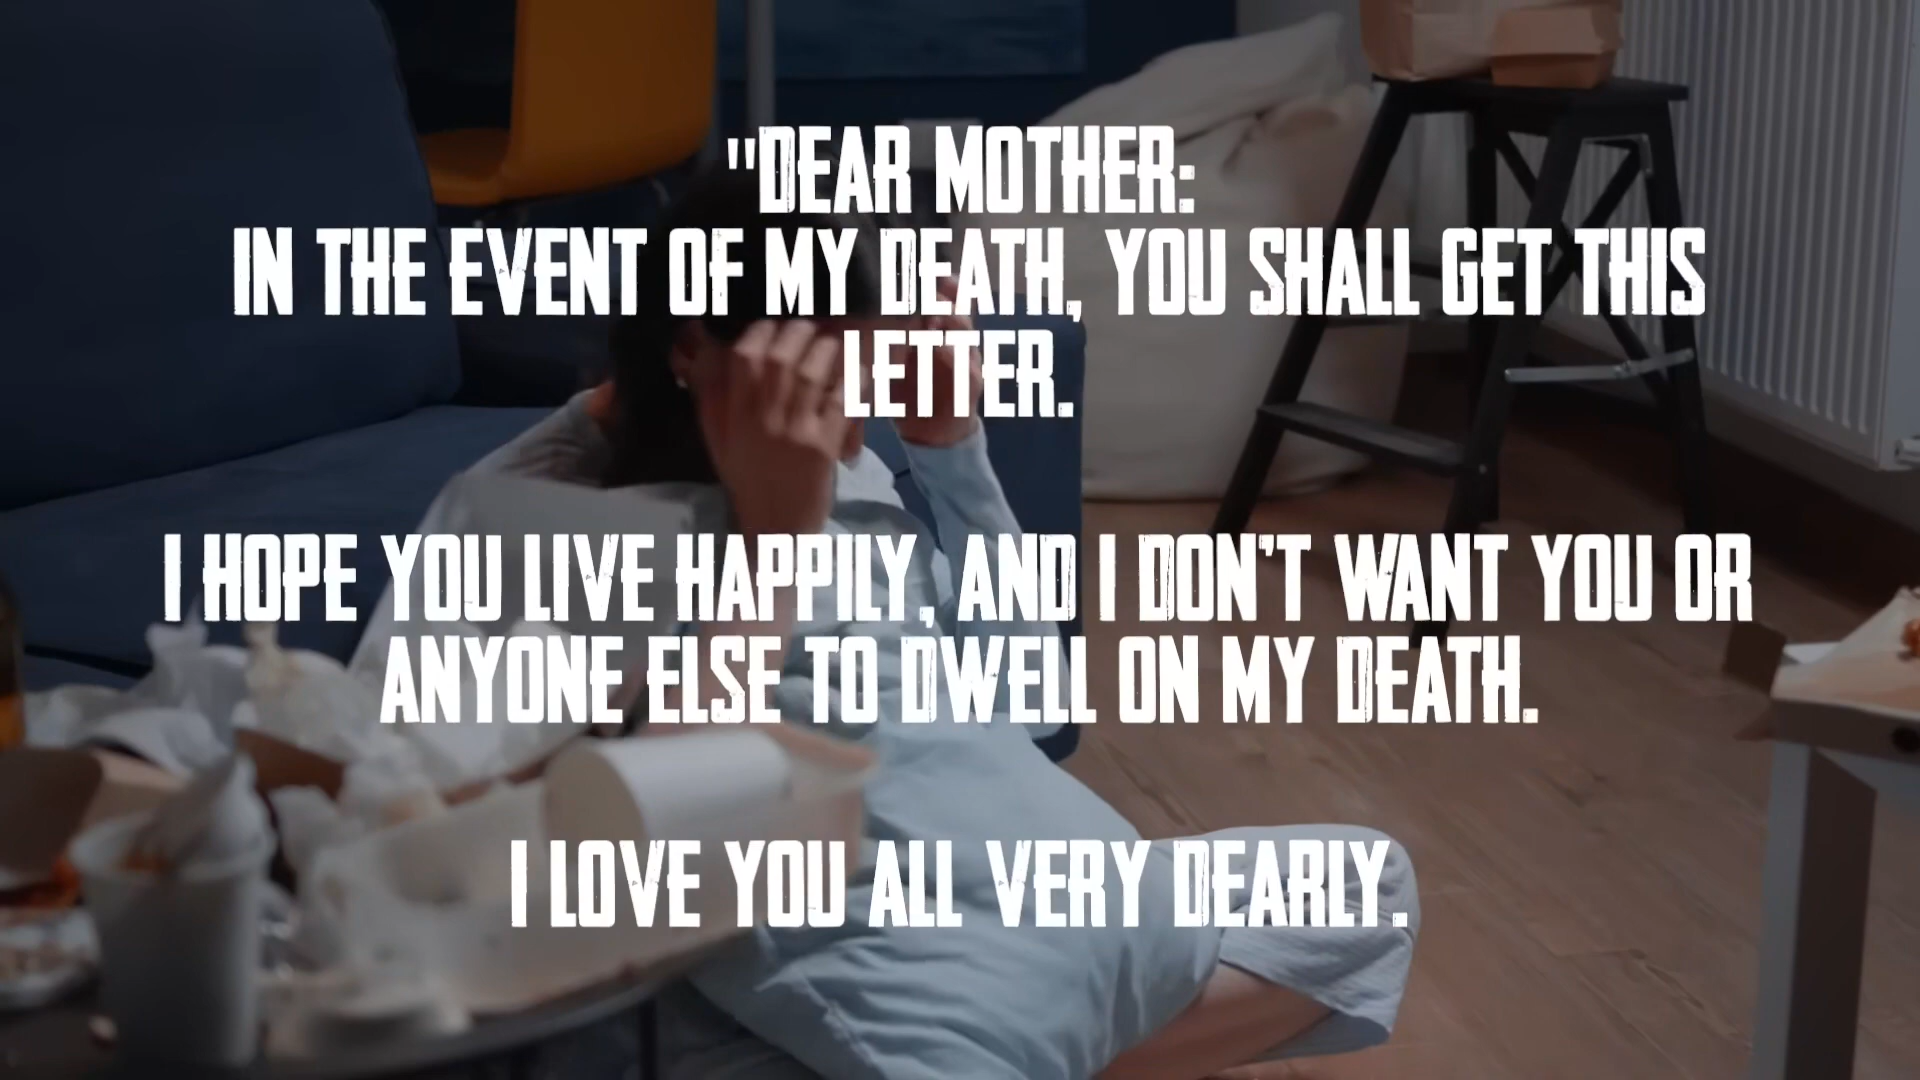 "DEAR MOTHER:
IN THE EVENT OF MY DEATH, YOU SHALL GET THIS
LETTER.
I HOPE YOU LIVE HAPPILY, AND I DON'T WANT YOU OR
ANYONE ELSE TO DWELL ON MY DEATH.
I LOVE YOU ALL VERY DEARLY.